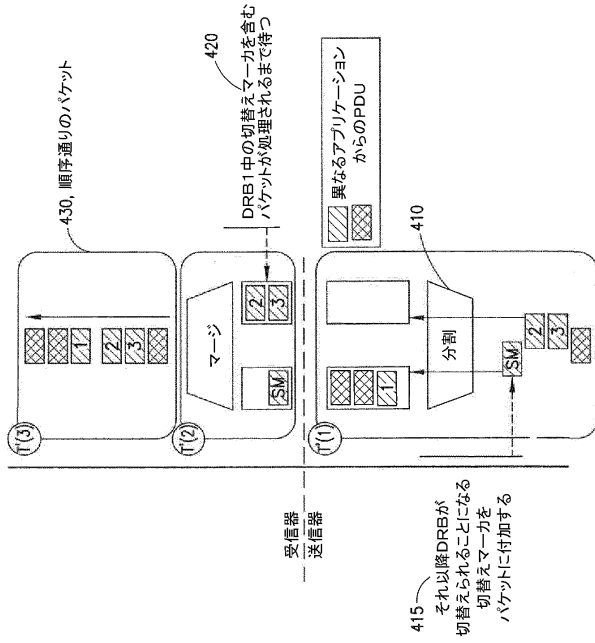 430, 順序通りのパケット
420
DRB1中の切替えマーカを含む
パケットが処理されるまで待つ
異なるアプリケーション
からのPDU
T'(3)
1
2
3
T'(2)
マージ
SM
2
3
受信器
送信器
T'(1)
1
分割
410
SM
2
3
415
それ以降DRBが
切替えられることになる
切替えマーカを
パケットに付加する